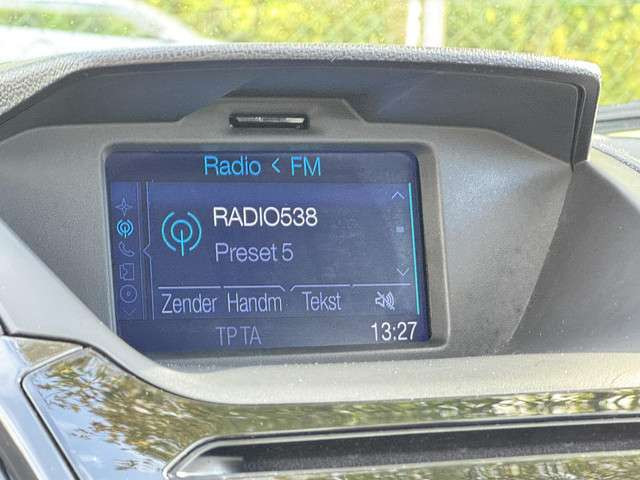 Radio < FM
RADIO538
Preset 5
Zender Handm Tekst
TP TA 13:27